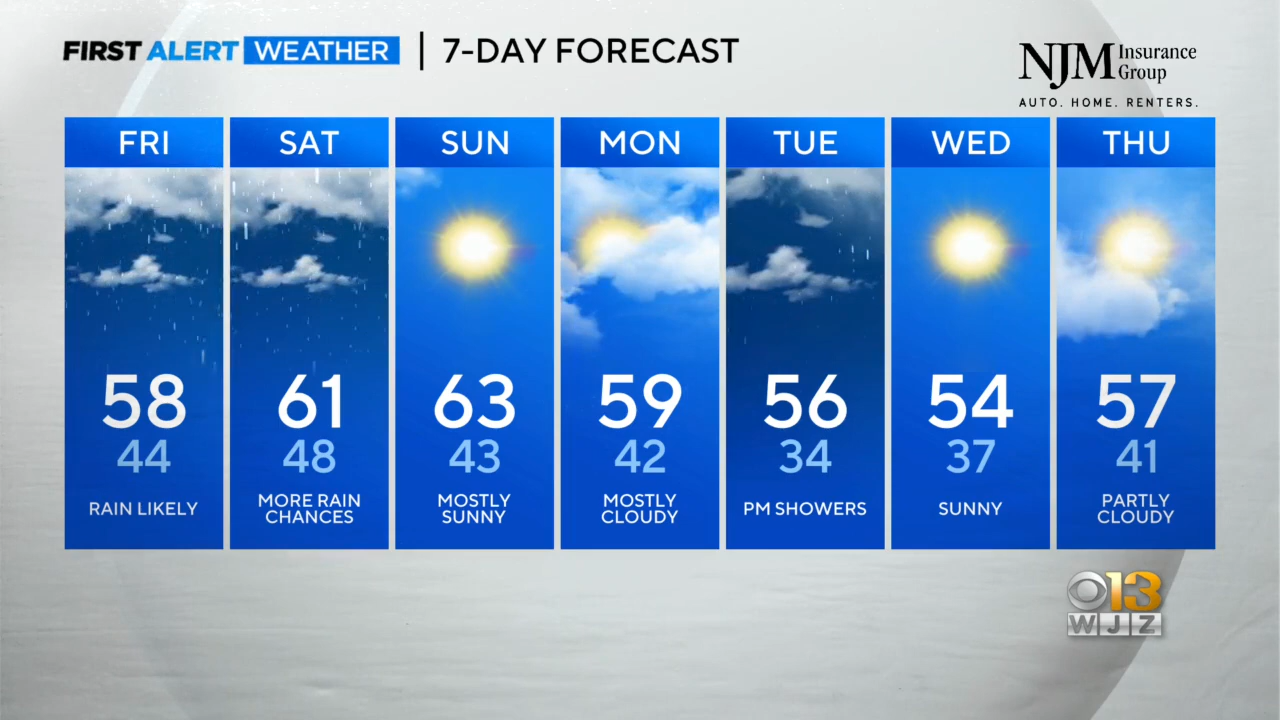 FIRST ALERT WEATHER | 7-DAY FORECAST
NJM Insurance Group
AUTO. HOME. RENTERS.
FRI
58
44
RAIN LIKELY
SAT
61
48
MORE RAIN
CHANCES
SUN
63
43
MOSTLY
SUNNY
MON
59
42
MOSTLY
CLOUDY
TUE
56
34
PM SHOWERS
WED
54
37
SUNNY
THU
57
41
PARTLY
CLOUDY
13
WJZ